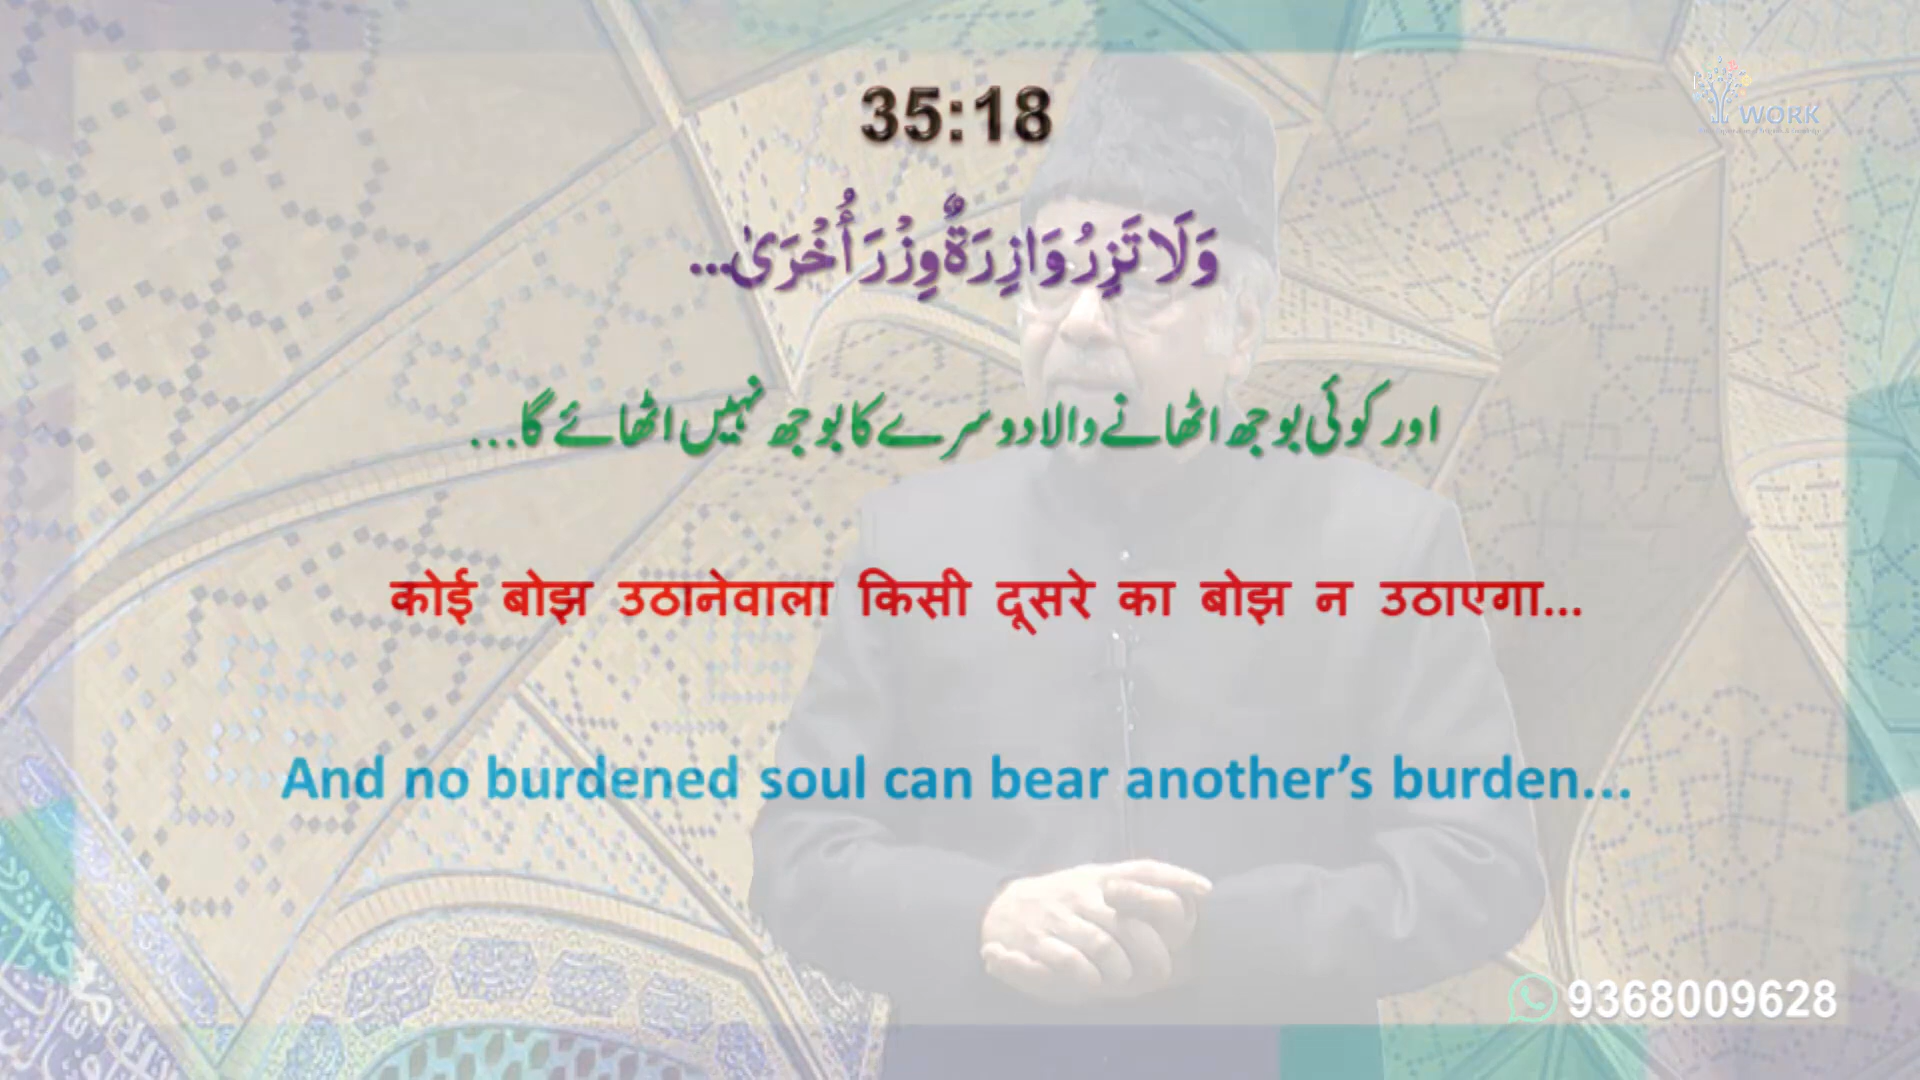 WORK
35:18
وَلَا تَزِرُ وَازِرَةٌ وِزْرَ أُخْرَىٰ...
اور کوئی بوجھ اٹھانے والا دوسرے کا بوجھ نہیں اٹھائے گا...
कोई बोझ उठानेवाला किसी दूसरे का बोझ न उठाएगा...
And no burdened soul can bear another’s burden...
9368009628